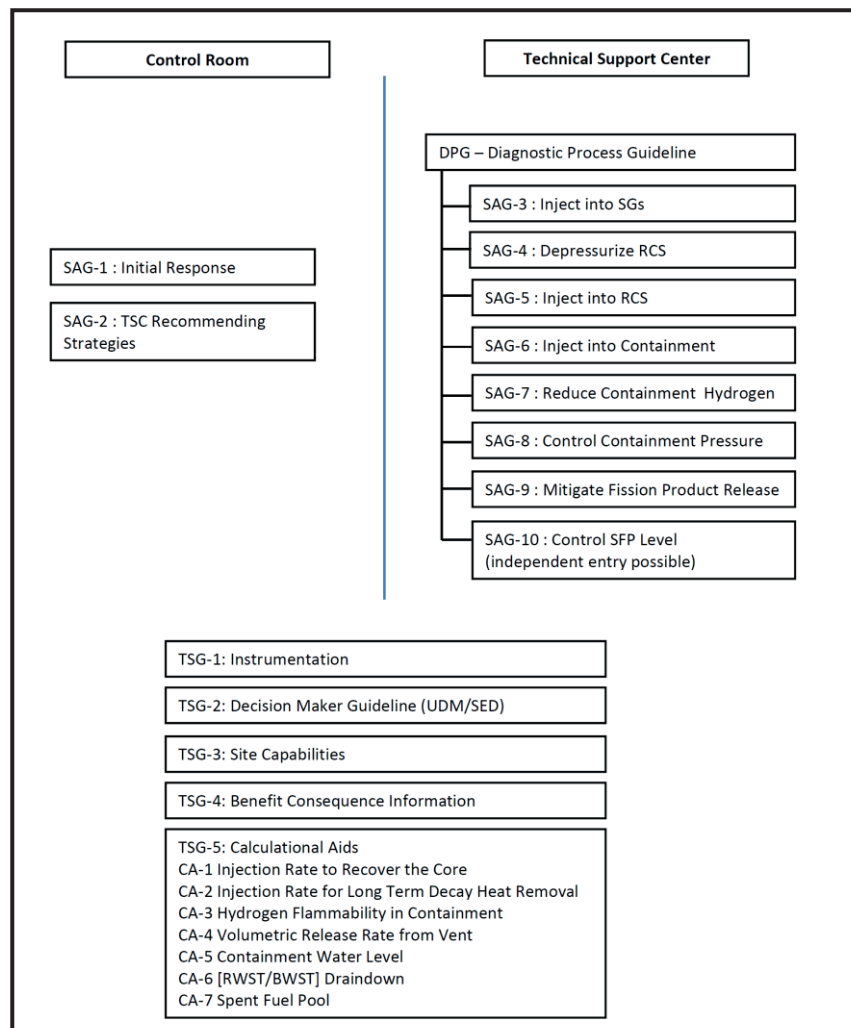 Control Room
Technical Support Center
DPG – Diagnostic Process Guideline
SAG-3 : Inject into SGs
SAG-4 : Depressurize RCS
SAG-1 : Initial Response
SAG-5 : Inject into RCS
SAG-2 : TSC Recommending
Strategies
SAG-6 : Inject into Containment
SAG-7 : Reduce Containment Hydrogen
SAG-8 : Control Containment Pressure
SAG-9 : Mitigate Fission Product Release
SAG-10 : Control SFP Level
(independent entry possible)
TSG-1: Instrumentation
TSG-2: Decision Maker Guideline (UDM/SED)
TSG-3: Site Capabilities
TSG-4: Benefit Consequence Information
TSG-5: Calculational Aids
CA-1 Injection Rate to Recover the Core
CA-2 Injection Rate for Long Term Decay Heat Removal
CA-3 Hydrogen Flammability in Containment
CA-4 Volumetric Release Rate from Vent
CA-5 Containment Water Level
CA-6 [RWST/BWST] Draindown
CA-7 Spent Fuel Pool